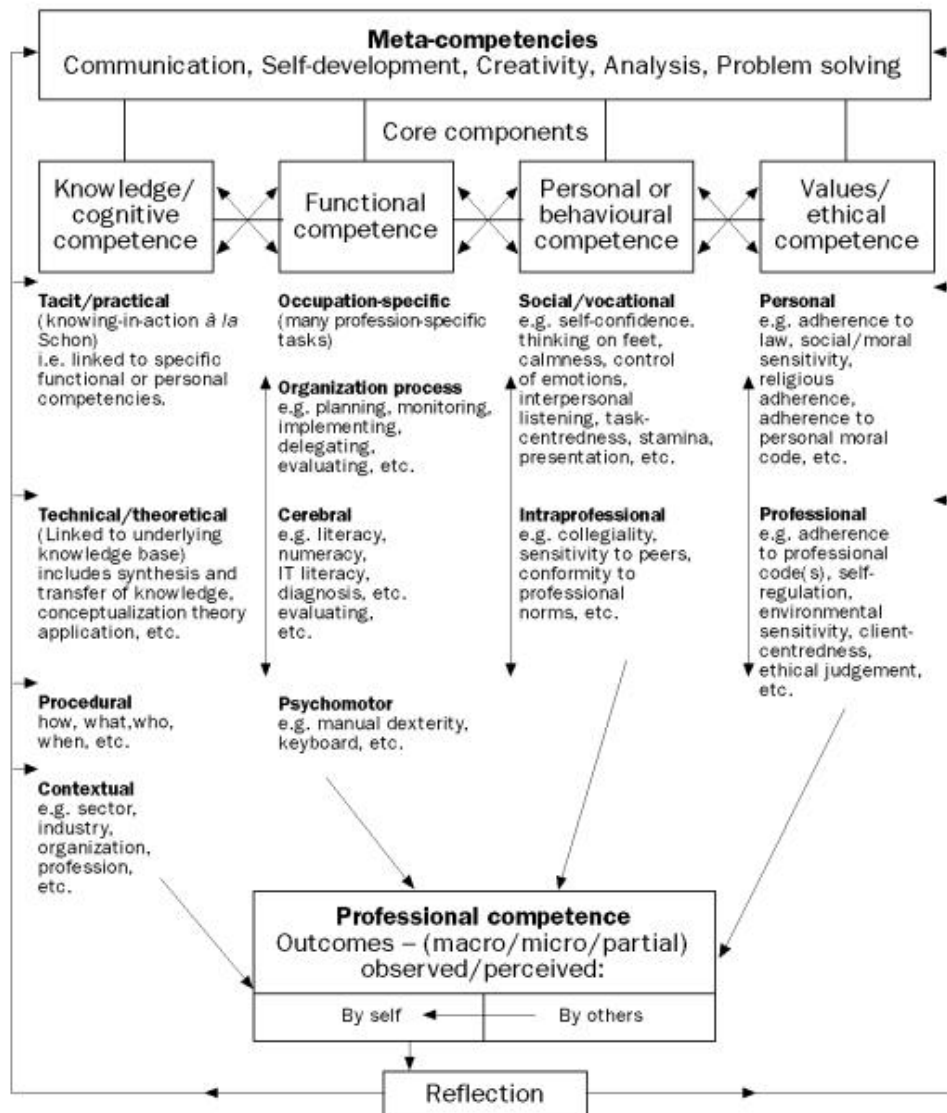 Meta-competencies
Communication, Self-development, Creativity, Analysis, Problem solving
Core components
Knowledge/
cognitive
competence
Functional
competence
Personal or
behavioural
competence
Values/
ethical
competence
Tacit/practical
(knowing-in-action à la
Schon)
i.e. linked to specific
functional or personal
competencies.
Technical/theoretical
(Linked to underlying
knowledge base)
includes synthesis and
transfer of knowledge,
conceptualization theory
application, etc.
Procedural
how, what,who,
when, etc.
Contextual
e.g. sector,
industry,
organization,
profession,
etc.
Occupation-specific
(many profession-specific
tasks)
Organization process
e.g. planning, monitoring,
implementing,
delegating,
evaluating, etc.
Cerebral
e.g. literacy,
numeracy,
IT literacy,
diagnosis, etc.
evaluating,
etc.
Psychomotor
e.g. manual dexterity,
keyboard, etc.
Social/vocational
e.g. self-confidence.
thinking on feet,
calmness, control
of emotions,
interpersonal
listening, task-
centredness, stamina,
presentation, etc.
Intraprofessional
e.g. collegiality,
sensitivity to peers,
conformity to
professional
norms, etc.
Personal
e.g. adherence to
law, social/moral
sensitivity,
religious
adherence,
adherence to
personal moral
code, etc.
Professional
e.g. adherence
to professional
code(s), self-
regulation,
environmental
sensitivity, client-
centredness,
ethical judgement,
etc.
Professional competence
Outcomes – (macro/micro/partial)
observed/perceived:
By self
By others
Reflection